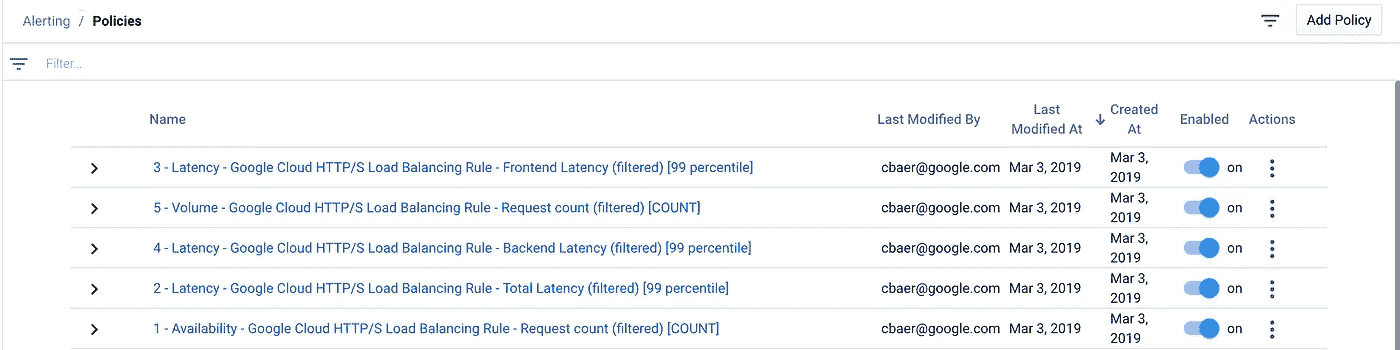 Alerting / Policies
Add Policy
Filter...
Name Last Modified By Last Modified At Created At Enabled Actions
3 - Latency - Google Cloud HTTP/S Load Balancing Rule - Frontend Latency (filtered) [99 percentile] cbaer@google.com Mar 3, 2019 Mar 3, 2019 on
5 - Volume - Google Cloud HTTP/S Load Balancing Rule - Request count (filtered) [COUNT] cbaer@google.com Mar 3, 2019 Mar 3, 2019 on
4 - Latency - Google Cloud HTTP/S Load Balancing Rule - Backend Latency (filtered) [99 percentile] cbaer@google.com Mar 3, 2019 Mar 3, 2019 on
2 - Latency - Google Cloud HTTP/S Load Balancing Rule - Total Latency (filtered) [99 percentile] cbaer@google.com Mar 3, 2019 Mar 3, 2019 on
1 - Availability - Google Cloud HTTP/S Load Balancing Rule - Request count (filtered) [COUNT] cbaer@google.com Mar 3, 2019 Mar 3, 2019 on